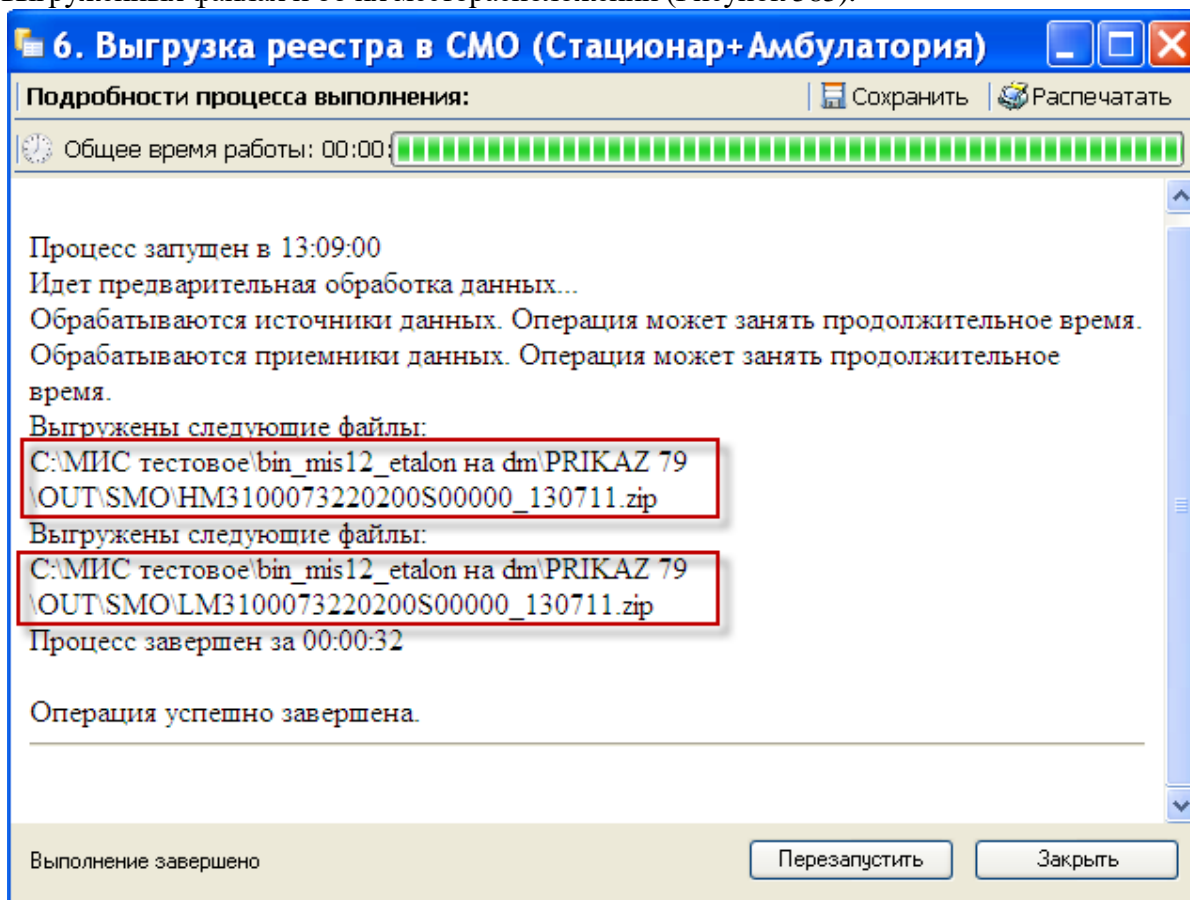 6. Выгрузка реестра в СМО (Стационар+Амбулатория)
Подробности процесса выполнения: Сохранить Распечатать
Общее время работы: 00:00:
Процесс запущен в 13:09:00
Идет предварительная обработка данных...
Обрабатываются источники данных. Операция может занять продолжительное время.
Обрабатываются приемники данных. Операция может занять продолжительное
время.
Выгружены следующие файлы:
C:\МИС тестовое\bin_mis12_etalon на dm\PRIKAZ 79
\OUT\SMO\HM3100073220200S00000_130711.zip
Выгружены следующие файлы:
C:\МИС тестовое\bin_mis12_etalon на dm\PRIKAZ 79
\OUT\SMO\LM3100073220200S00000_130711.zip
Процесс завершен за 00:00:32
Операция успешно завершена.
Выполнение завершено Перезапустить Закрыть